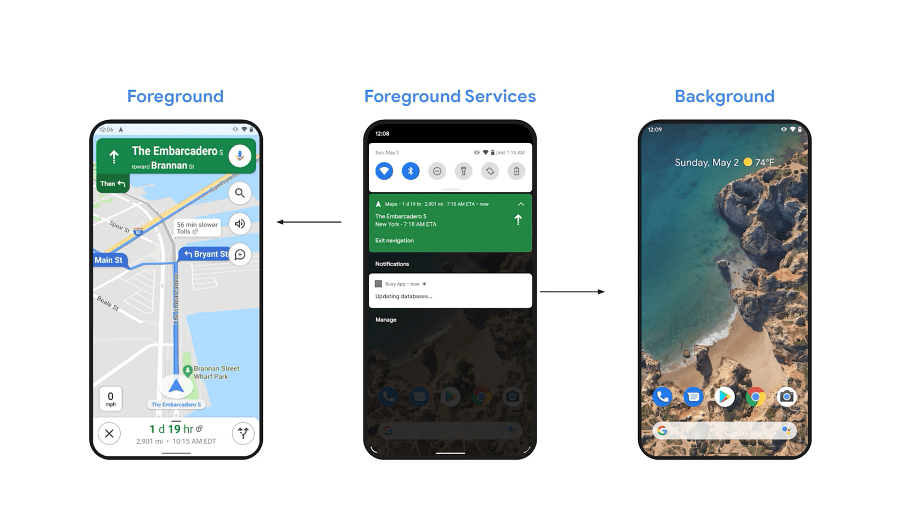 Foreground
Foreground Services
Background
12:06
The Embarcadero S
toward Brannan St
Then
Spear St
80
56 min slower
Tolls
Main St
Bryant St
Beale St
Brannan Street
Wharf Park
0
mph
The Embarcadero S
1 d 19 hr
2,901 mi • 10:15 AM EDT
12:08
Sun, May 2
Until 7:15 AM
Maps • 1 d 19 hr 2,901 mi 7:18 AM ETA • now
The Embarcadero S
New York - 7:18 AM ETA
Exit navigation
Notifications
Busy App • now
Updating databases...
Manage
G
12:09
Sunday, May 2 74°F
G